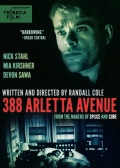 TRIBECA
FILM
"HARROWING."
NICK STAHL
MIA KIRSHNER
DEVON SAWA
WRITTEN AND DIRECTED BY RANDALL COLE
388 ARLETTA AVENUE
FROM THE MAKERS OF SPLICE AND CUBE